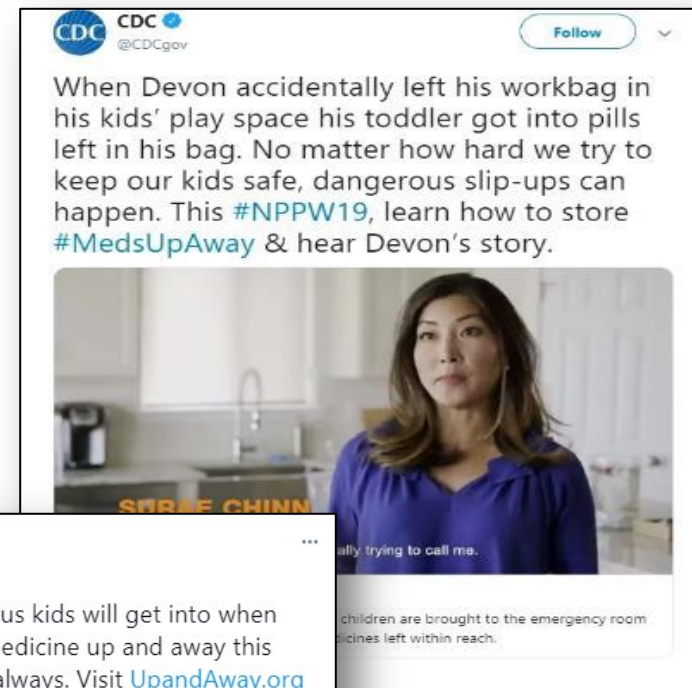 CDC
CDC
@CDCgov
Follow
When Devon accidentally left his workbag in
his kids' play space his toddler got into pills
left in his bag. No matter how hard we try to
keep our kids safe, dangerous slip-ups can
happen. This #NPPW19, learn how to store
#MedsUpAway & hear Devon's story.
CHINN
ally trying to call me.
children are brought to the emergency room
icines left within reach.
...
us kids will get into when
edicine up and away this
always. Visit UpandAway.org